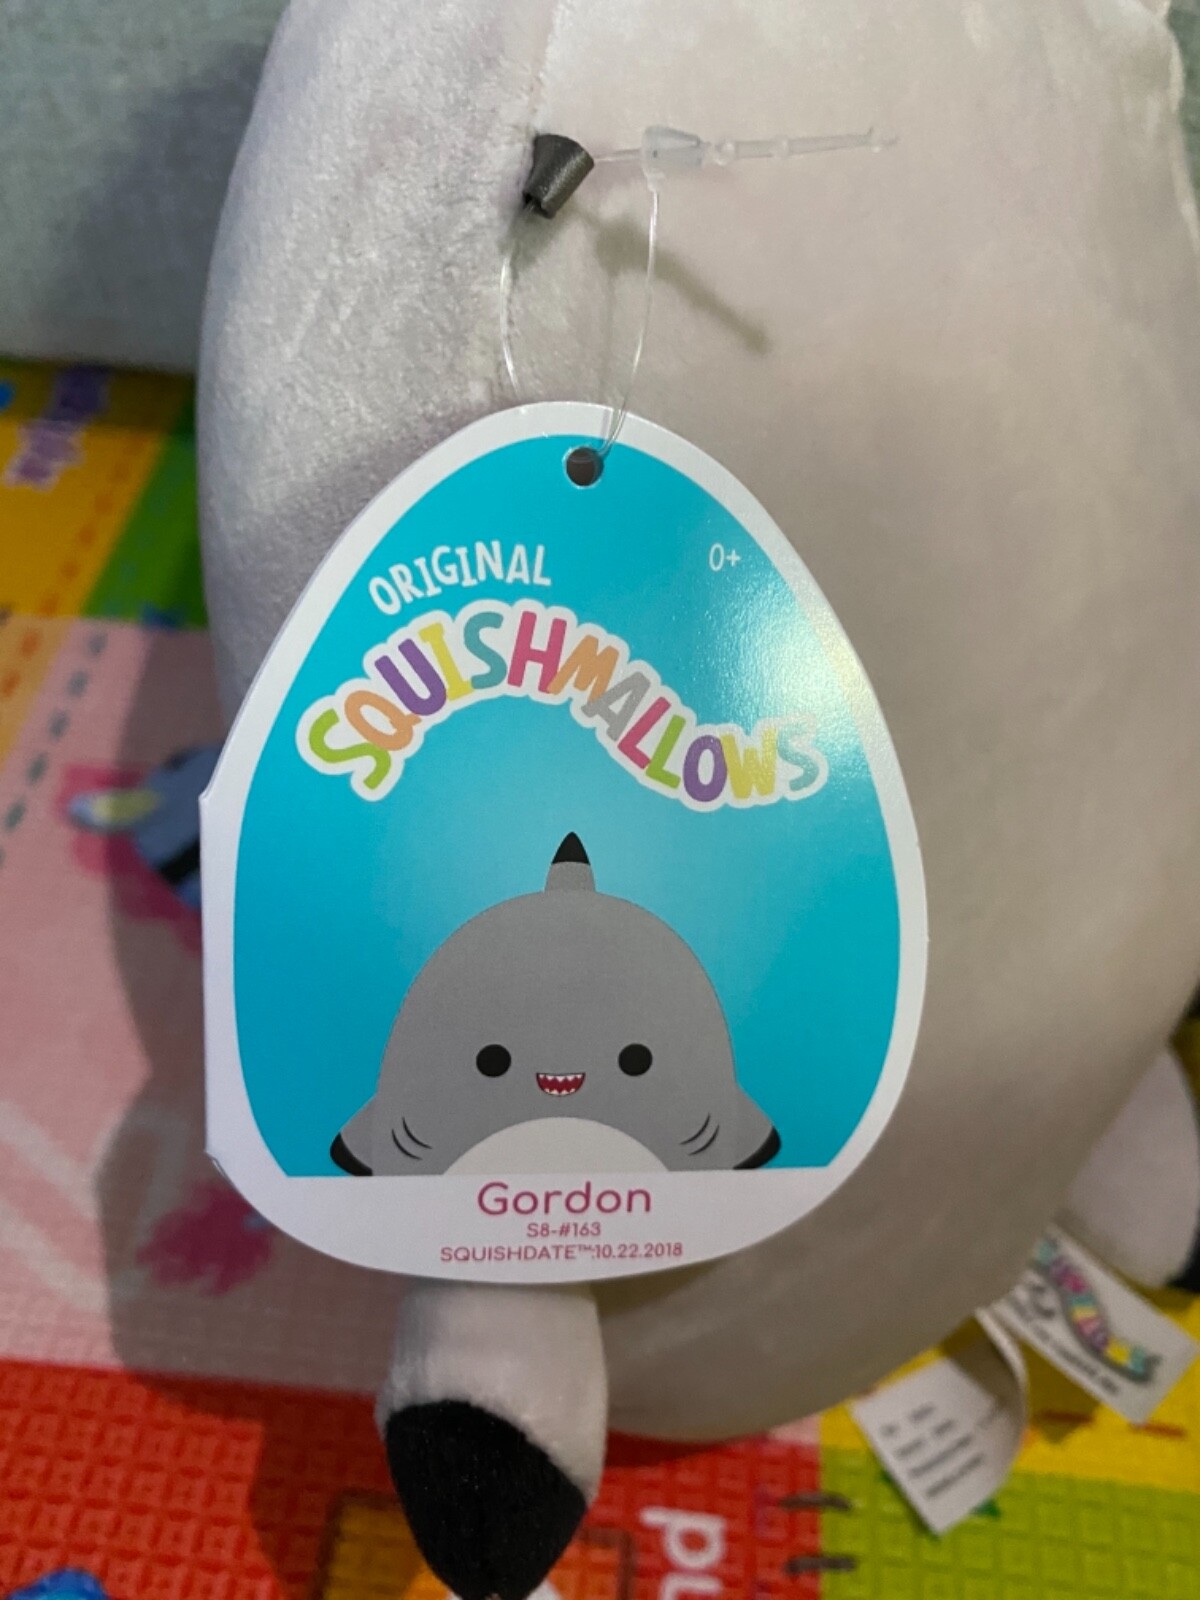 ORIGINAL
0+
SQUISHMALLOWS
Gordon
S8-#163
SQUISHDATE™:10.22.2018